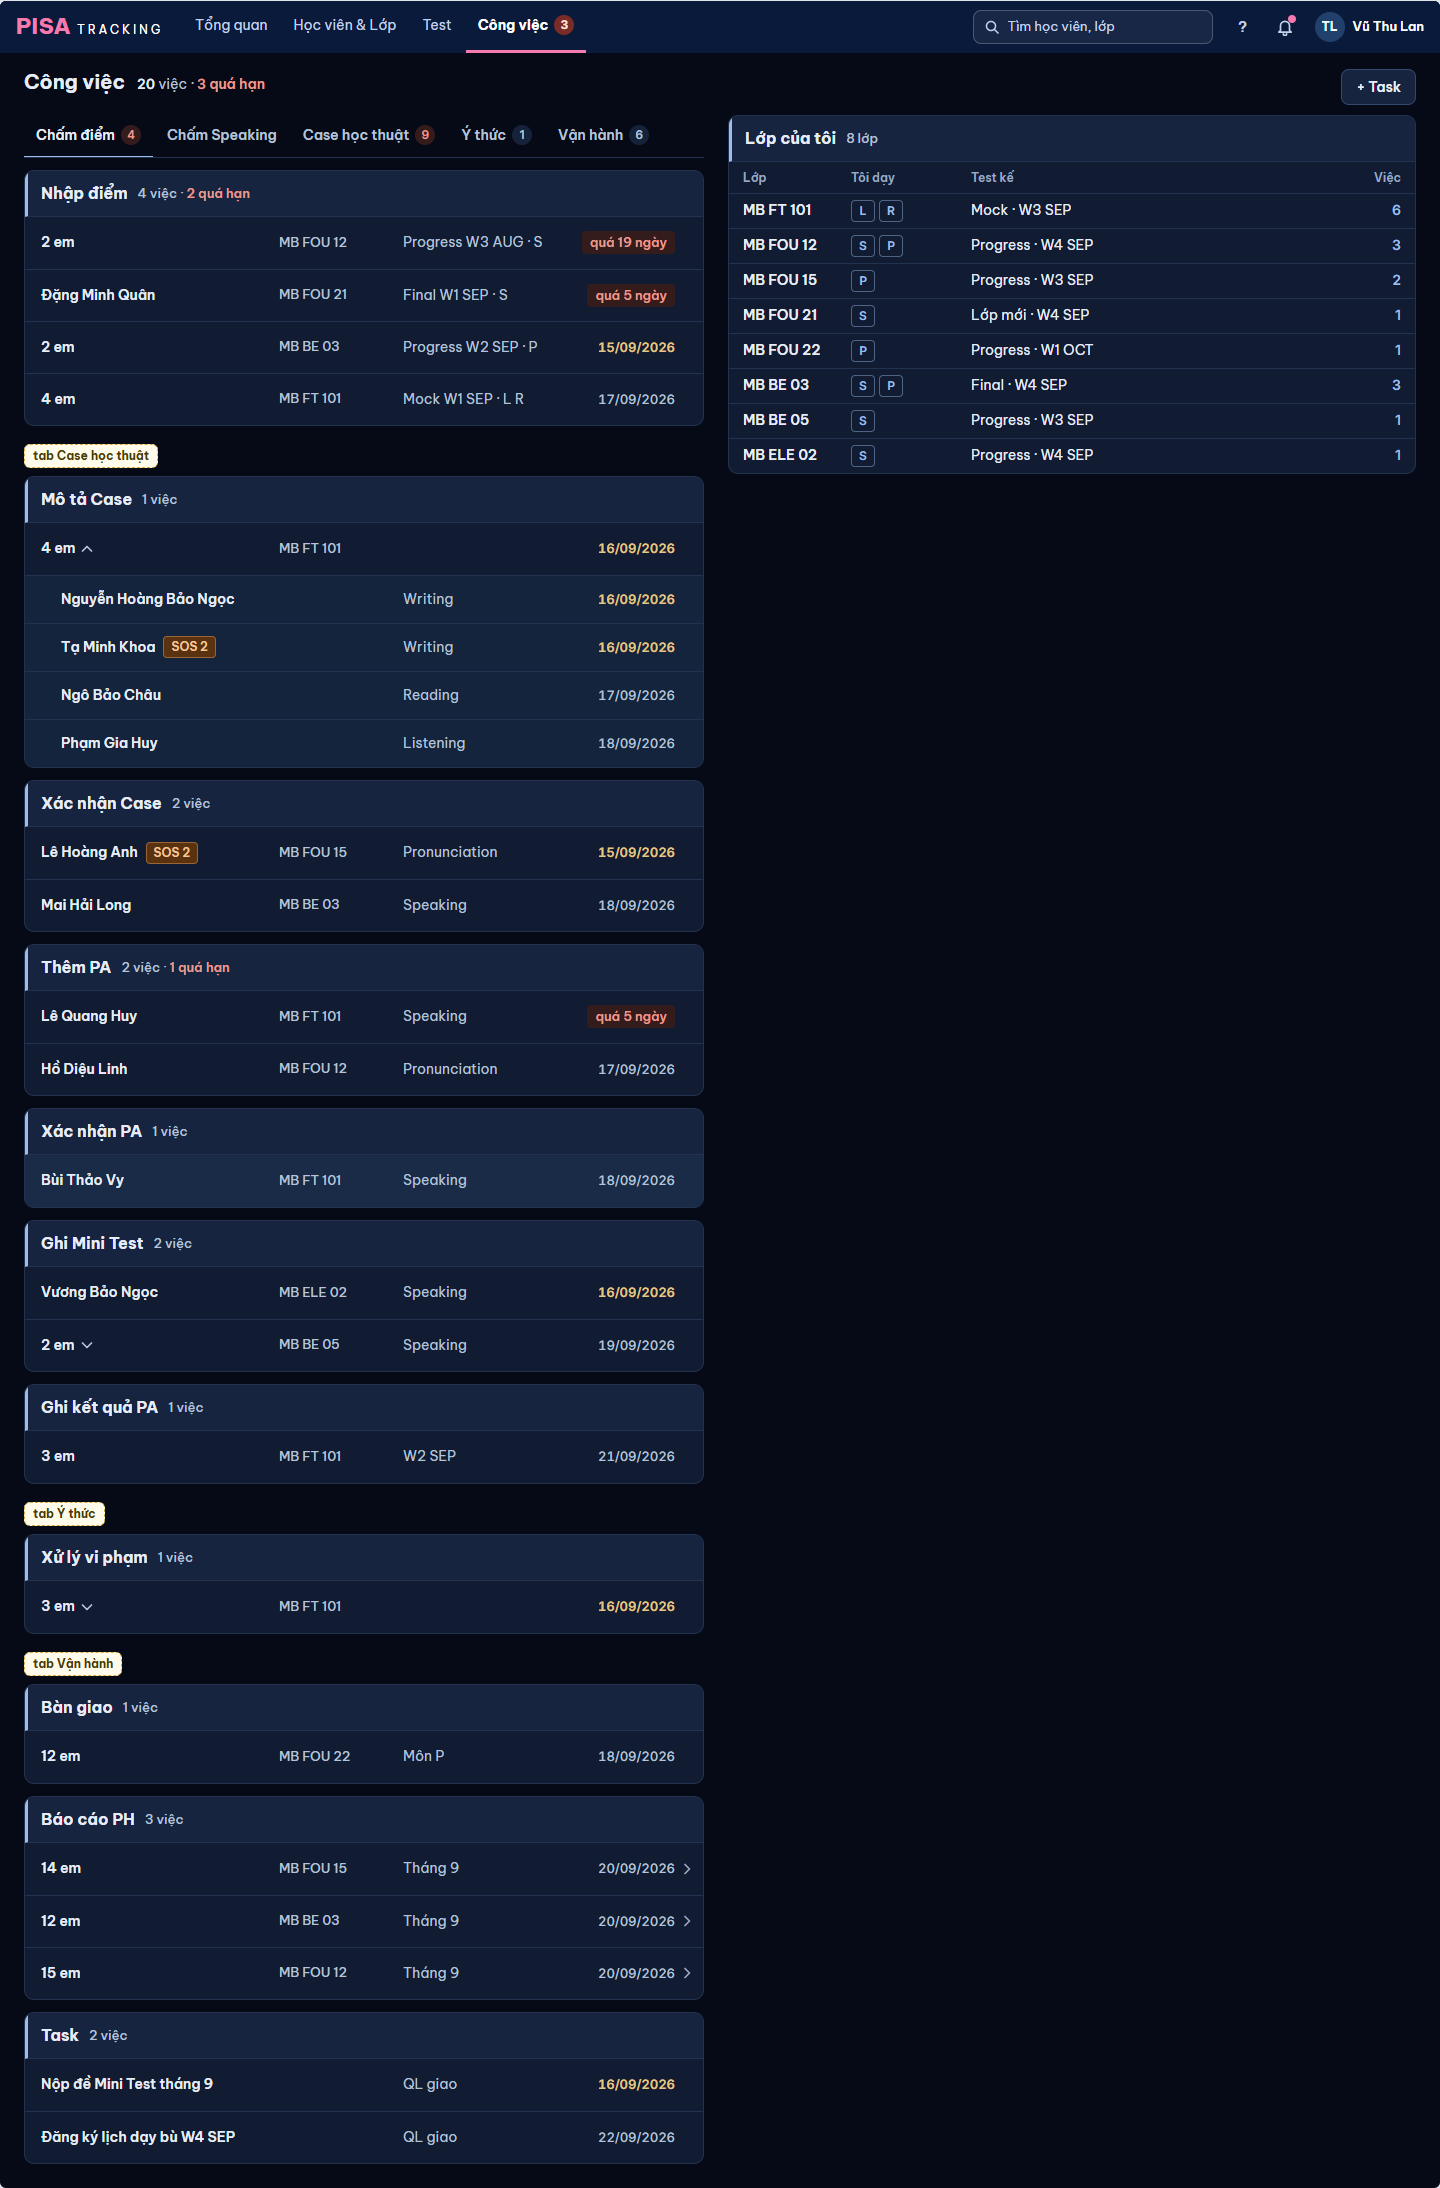 PISA TRACKING Tổng quan Học viên & Lớp Test Công việc 3 Tìm học viên, lớp ? TL Vũ Thu Lan
Công việc 20 việc · 3 quá hạn + Task
Chấm điểm 4 Chấm Speaking Case học thuật 9 Ý thức 1 Vận hành 6
Nhập điểm 4 việc · 2 quá hạn
2 em MB FOU 12 Progress W3 AUG · S quá 19 ngày
Đặng Minh Quân MB FOU 21 Final W1 SEP · S quá 5 ngày
2 em MB BE 03 Progress W2 SEP · P 15/09/2026
4 em MB FT 101 Mock W1 SEP · L R 17/09/2026
tab Case học thuật
Mô tả Case 1 việc
4 em MB FT 101 16/09/2026
Nguyễn Hoàng Bảo Ngọc Writing 16/09/2026
Tạ Minh Khoa SOS 2 Writing 16/09/2026
Ngô Bảo Châu Reading 17/09/2026
Phạm Gia Huy Listening 18/09/2026
Xác nhận Case 2 việc
Lê Hoàng Anh SOS 2 MB FOU 15 Pronunciation 15/09/2026
Mai Hải Long MB BE 03 Speaking 18/09/2026
Thêm PA 2 việc · 1 quá hạn
Lê Quang Huy MB FT 101 Speaking quá 5 ngày
Hồ Diệu Linh MB FOU 12 Pronunciation 17/09/2026
Xác nhận PA 1 việc
Bùi Thảo Vy MB FT 101 Speaking 18/09/2026
Ghi Mini Test 2 việc
Vương Bảo Ngọc MB ELE 02 Speaking 16/09/2026
2 em MB BE 05 Speaking 19/09/2026
Ghi kết quả PA 1 việc
3 em MB FT 101 W2 SEP 21/09/2026
tab Ý thức
Xử lý vi phạm 1 việc
3 em MB FT 101 16/09/2026
tab Vận hành
Bàn giao 1 việc
12 em MB FOU 22 Môn P 18/09/2026
Báo cáo PH 3 việc
14 em MB FOU 15 Tháng 9 20/09/2026
12 em MB BE 03 Tháng 9 20/09/2026
15 em MB FOU 12 Tháng 9 20/09/2026
Task 2 việc
Nộp đề Mini Test tháng 9 QL giao 16/09/2026
Đăng ký lịch dạy bù W4 SEP QL giao 22/09/2026
Lớp của tôi 8 lớp
Lớp Tôi dạy Test kế Việc
MB FT 101 L R Mock · W3 SEP 6
MB FOU 12 S P Progress · W4 SEP 3
MB FOU 15 P Progress · W3 SEP 2
MB FOU 21 S Lớp mới · W4 SEP 1
MB FOU 22 P Progress · W1 OCT 1
MB BE 03 S P Final · W4 SEP 3
MB BE 05 S Progress · W3 SEP 1
MB ELE 02 S Progress · W4 SEP 1